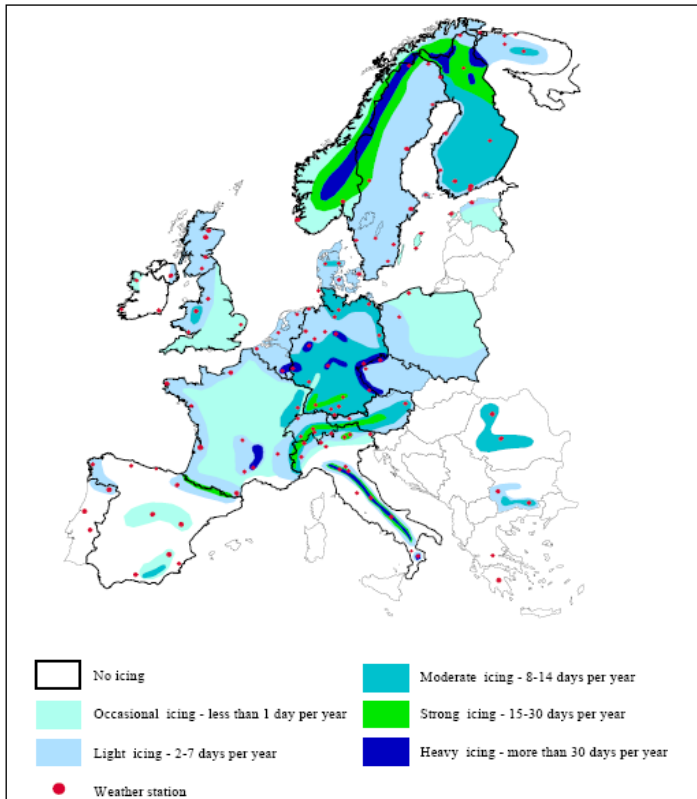 No icing
Moderate icing - 8-14 days per year
Occasional icing - less than 1 day per year
Strong icing - 15-30 days per year
Light icing - 2-7 days per year
Heavy icing - more than 30 days per year
Weather station